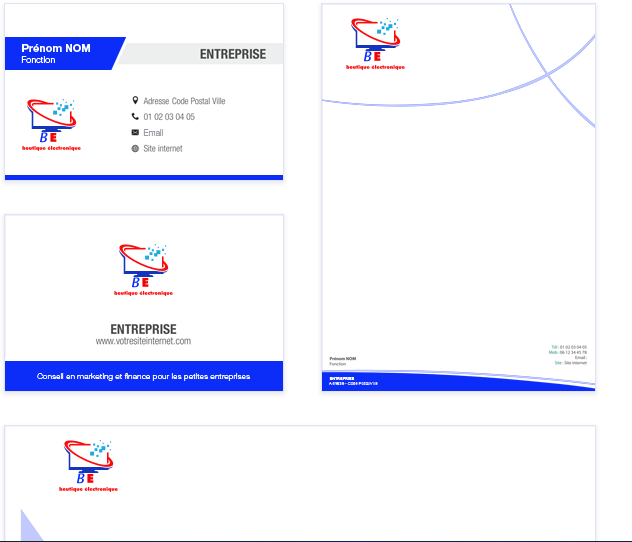 Prénom NOM
Fonction
ENTREPRISE
Adresse Code Postal Ville
01 02 03 04 05
Email
Site internet
BE
boutique électronique
BE
boutique électronique
ENTREPRISE
www.votresiteinternet.com
Conseil en marketing et finance pour les petites entreprises
BE
boutique électronique
Prénom NOM
Fonction
Tél : 01 02 03 04 05
Mob : 06 12 34 45 78
Email :
Site : Site internet
ENTREPRISE
BE
boutique électronique